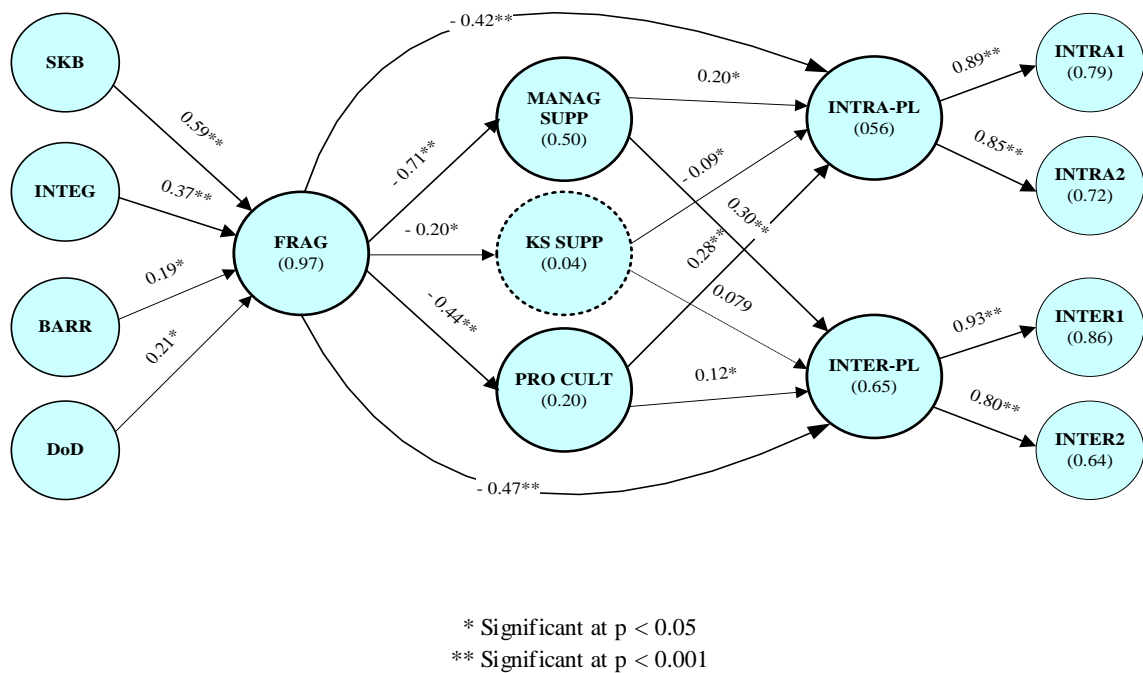 SKB
0.59**
INTEG
0.37**
BARR
0.19*
DoD
0.21*
FRAG
(0.97)
- 0.42**
- 0.71**
- 0.20*
- 0.44**
- 0.47**
MANAG
SUPP
(0.50)
KS SUPP
(0.04)
PRO CULT
(0.20)
0.20*
- 0.09*
0.30**
0.28**
0.079
0.12*
INTRA-PL
(056)
INTER-PL
(0.65)
0.89**
0.85**
0.93**
0.80**
INTRA1
(0.79)
INTRA2
(0.72)
INTER1
(0.86)
INTER2
(0.64)
* Significant at p < 0.05
** Significant at p < 0.001